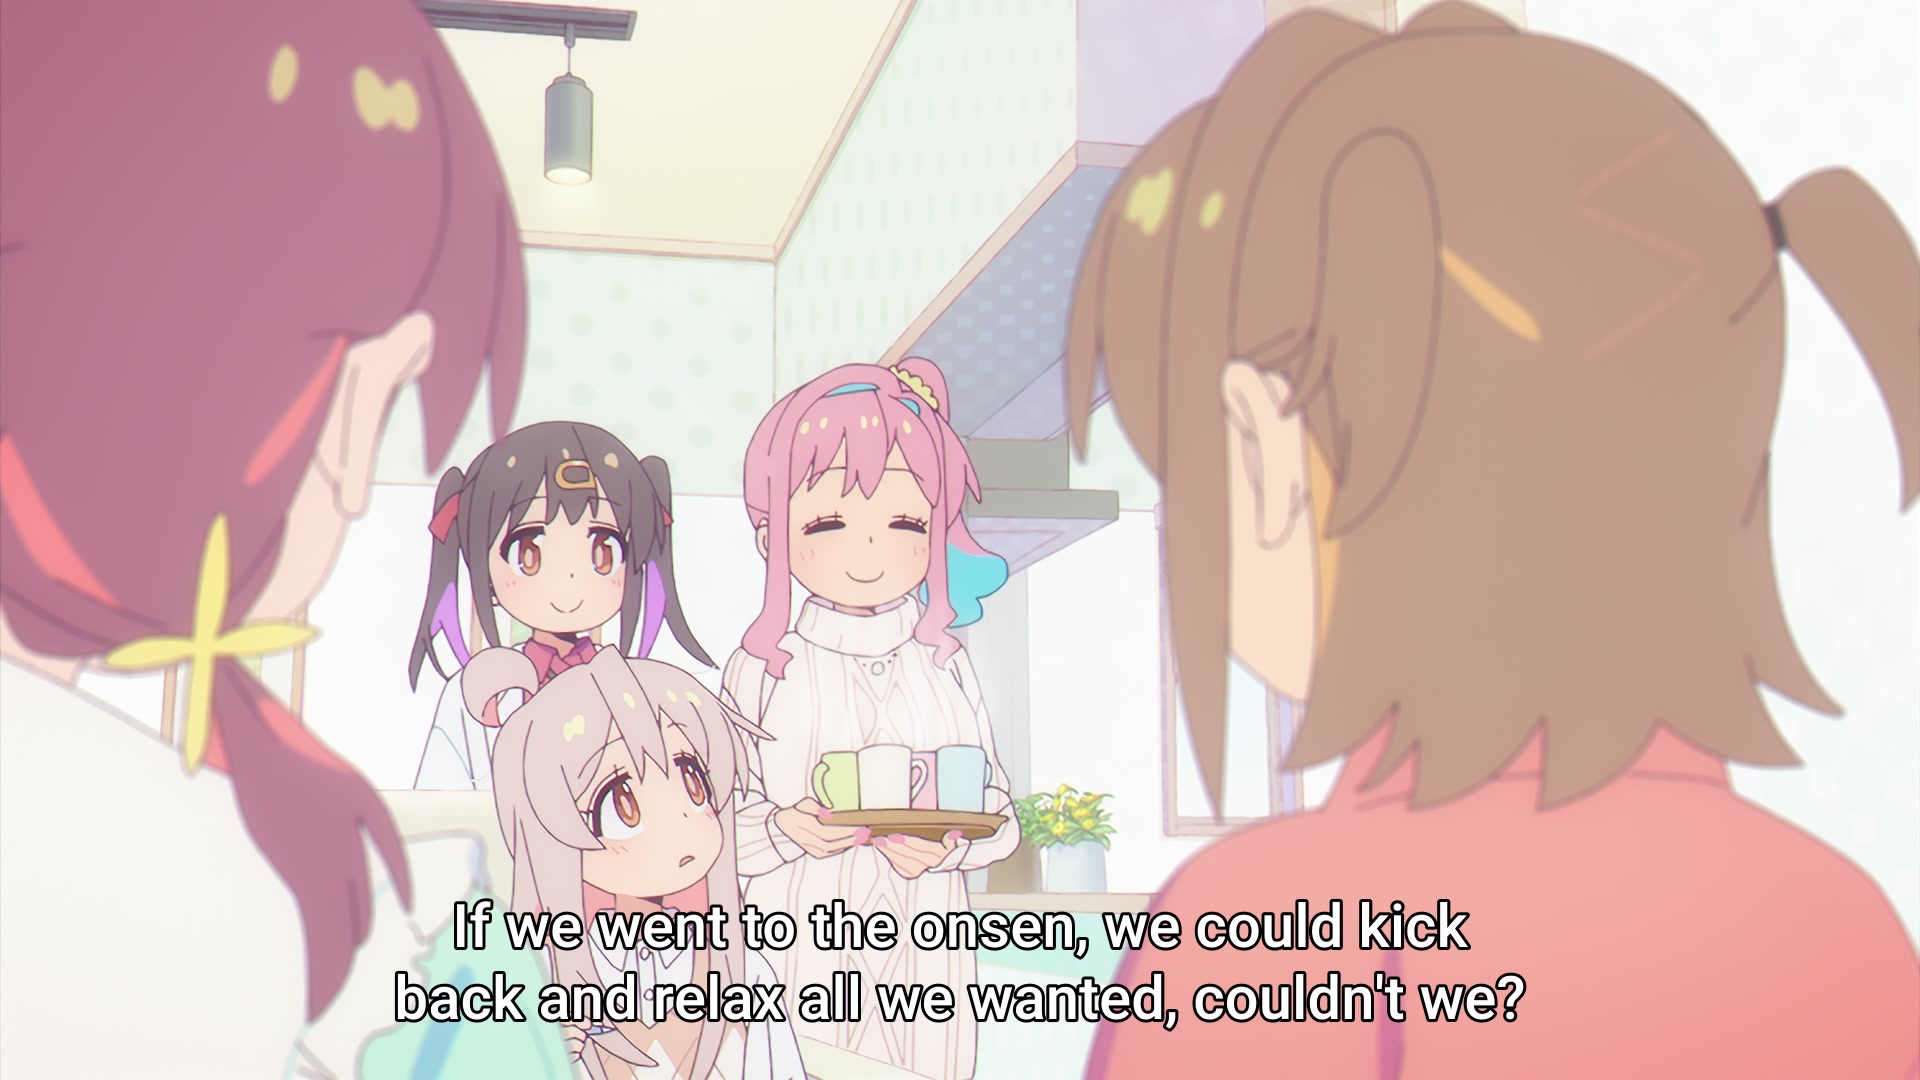 If we went to the onsen, we could kick
back and relax all we wanted, couldn't we?